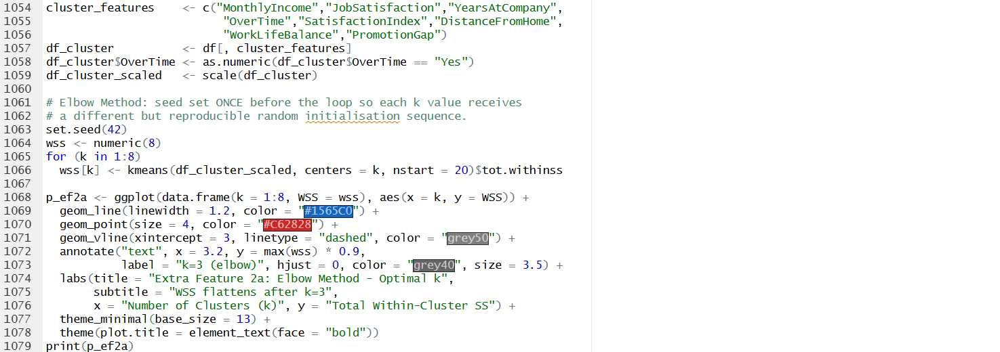 1054 cluster_features    <- c("MonthlyIncome","JobSatisfaction","YearsAtCompany",
1055                           "OverTime","SatisfactionIndex","DistanceFromHome",
1056                           "WorkLifeBalance","PromotionGap")
1057 df_cluster          <- df[, cluster_features]
1058 df_cluster$OverTime <- as.numeric(df_cluster$OverTime == "Yes")
1059 df_cluster_scaled   <- scale(df_cluster)
1060
1061 # Elbow Method: seed set ONCE before the loop so each k value receives
1062 # a different but reproducible random initialisation sequence.
1063 set.seed(42)
1064 wss <- numeric(8)
1065 for (k in 1:8)
1066   wss[k] <- kmeans(df_cluster_scaled, centers = k, nstart = 20)$tot.withinss
1067
1068 p_ef2a <- ggplot(data.frame(k = 1:8, WSS = wss), aes(x = k, y = WSS)) +
1069   geom_line(linewidth = 1.2, color = "#1565C0") +
1070   geom_point(size = 4, color = "#C62828") +
1071   geom_vline(xintercept = 3, linetype = "dashed", color = "grey50") +
1072   annotate("text", x = 3.2, y = max(wss) * 0.9,
1073            label = "k=3 (elbow)", hjust = 0, color = "grey40", size = 3.5) +
1074   labs(title = "Extra Feature 2a: Elbow Method - Optimal k",
1075        subtitle = "WSS flattens after k=3",
1076        x = "Number of Clusters (k)", y = "Total Within-Cluster SS") +
1077   theme_minimal(base_size = 13) +
1078   theme(plot.title = element_text(face = "bold"))
1079 print(p_ef2a)